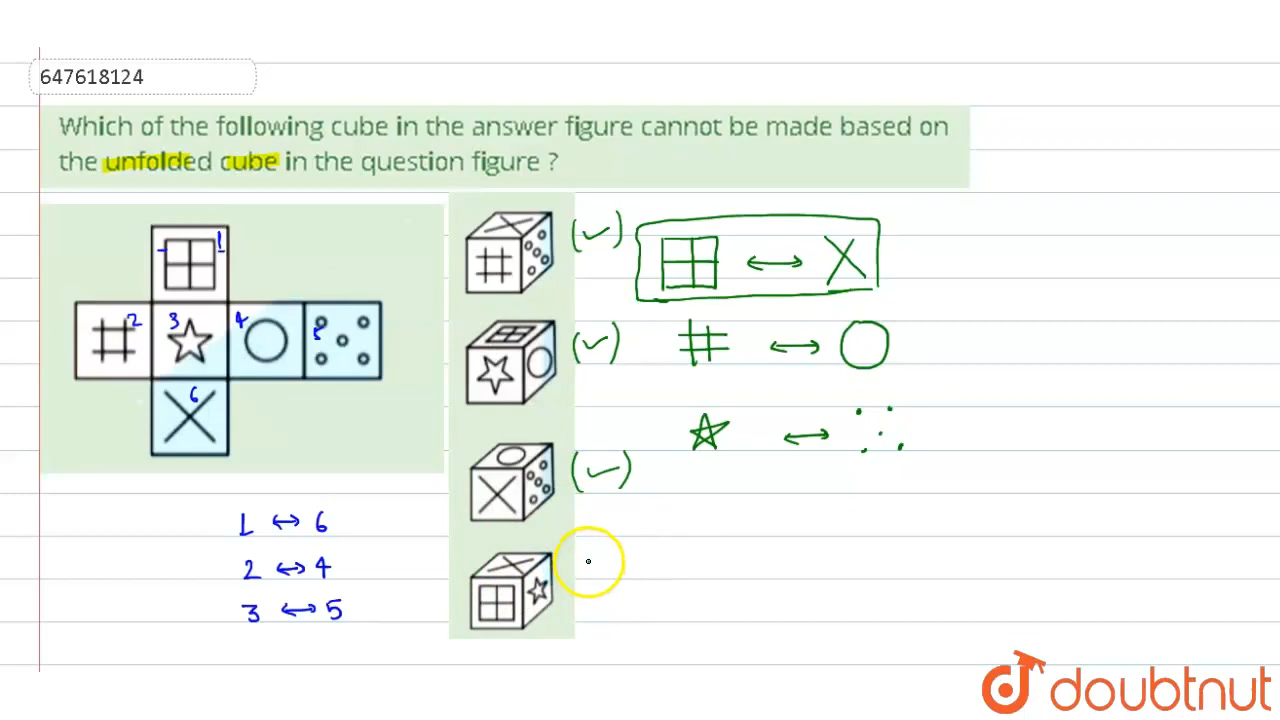 647618124
Which of the following cube in the answer figure cannot be made based on
the unfolded cube in the question figure ?
1
2 3 4 5
6
1 ↔ 6
2 ↔ 4
3 ↔ 5
doubtnut